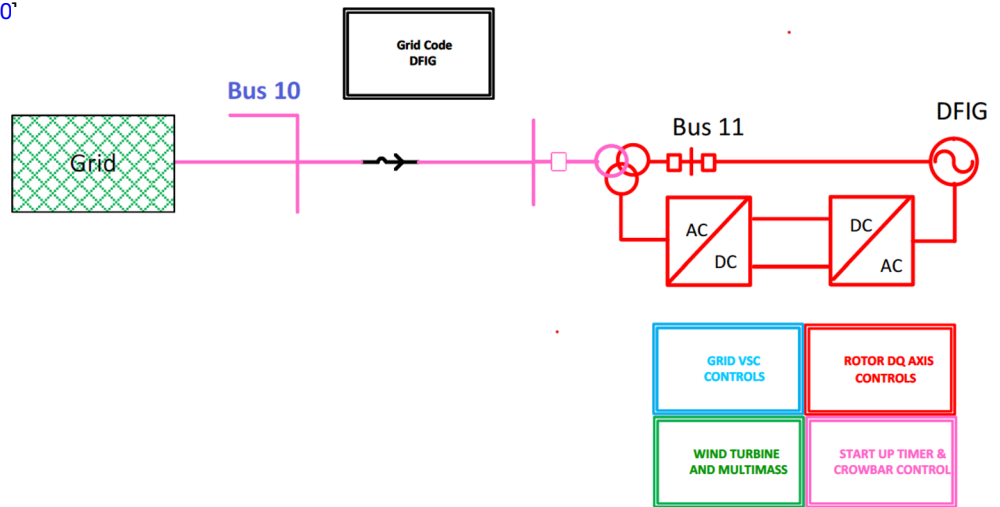 0
Grid Code
DFIG
Bus 10
Grid
Bus 11
DFIG
AC
DC
DC
AC
GRID VSC
CONTROLS
ROTOR DQ AXIS
CONTROLS
WIND TURBINE
AND MULTIMASS
START UP TIMER &
CROWBAR CONTROL